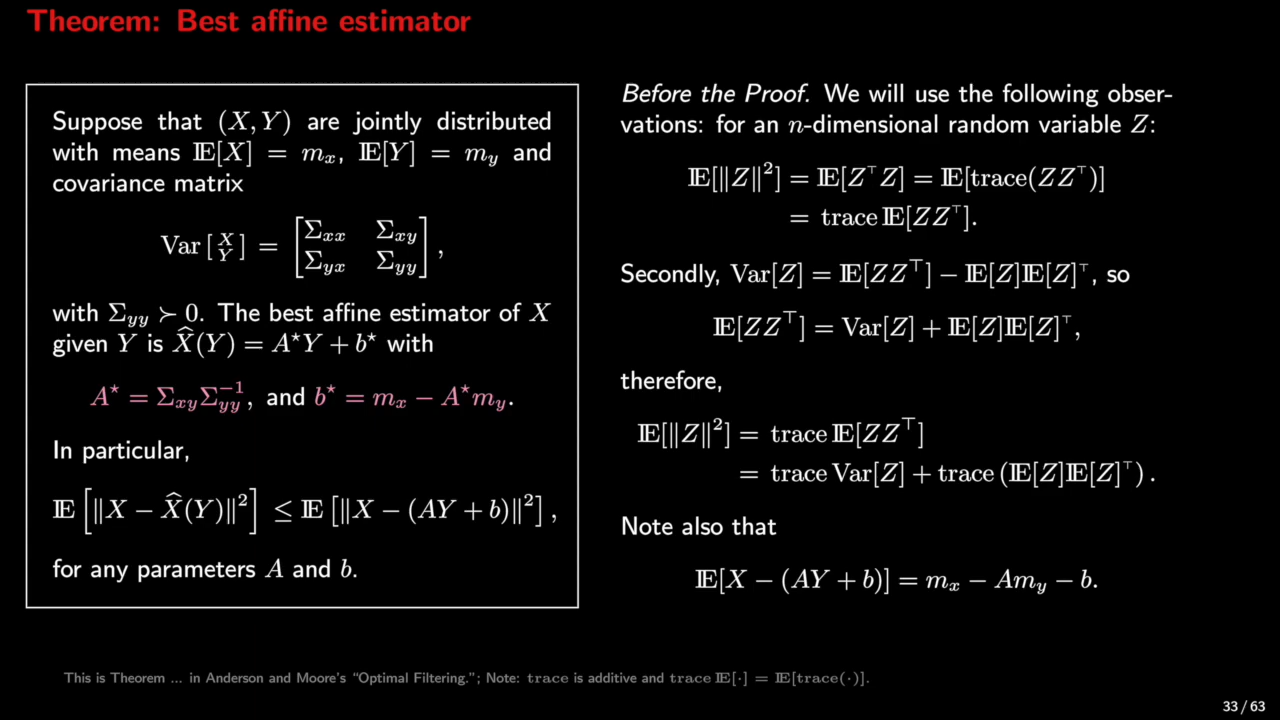 Theorem: Best affine estimator
Suppose that (X, Y) are jointly distributed
with means 𝔼[X] = m_x, 𝔼[Y] = m_y and
covariance matrix
Var [X Y] = [Σ_xx Σ_xy
Σ_yx Σ_yy],
with Σ_yy ≻ 0. The best affine estimator of X
given Y is X̂(Y) = A⋆Y + b⋆ with
A⋆ = Σ_xy Σ_yy^{-1}, and b⋆ = m_x − A⋆m_y.
In particular,
𝔼[‖X − X̂(Y)‖²] ≤ 𝔼[‖X − (AY + b)‖²],
for any parameters A and b.
Before the Proof. We will use the following obser-
vations: for an n-dimensional random variable Z:
𝔼[‖Z‖²] = 𝔼[Z⊤Z] = 𝔼[trace(ZZ⊤)]
= trace 𝔼[ZZ⊤].
Secondly, Var[Z] = 𝔼[ZZ⊤] − 𝔼[Z]𝔼[Z]⊤, so
𝔼[ZZ⊤] = Var[Z] + 𝔼[Z]𝔼[Z]⊤,
therefore,
𝔼[‖Z‖²] = trace 𝔼[ZZ⊤]
= trace Var[Z] + trace (𝔼[Z]𝔼[Z]⊤).
Note also that
𝔼[X − (AY + b)] = m_x − Am_y − b.
This is Theorem ... in Anderson and Moore's “Optimal Filtering.”; Note: trace is additive and trace 𝔼[·] = 𝔼[trace(·)].
33 / 63